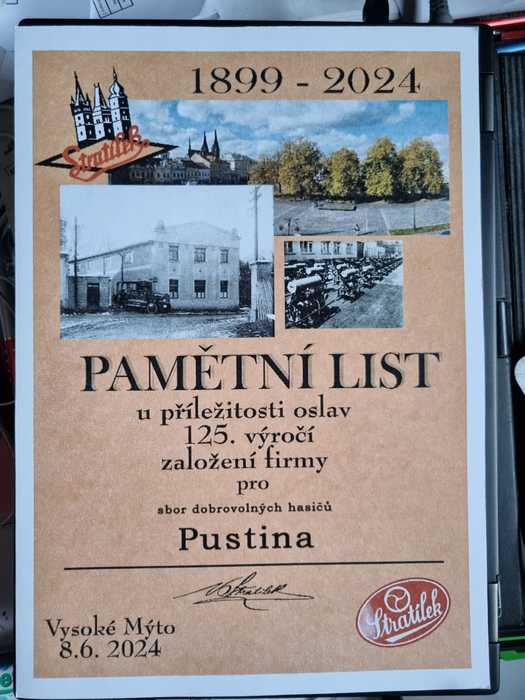 1899 - 2024
Stratílek
PAMĚTNÍ LIST
u příležitosti oslav
125. výročí
založení firmy
pro
sbor dobrovolných hasičů
Pustina
Stratílek
Vysoké Mýto
8.6. 2024